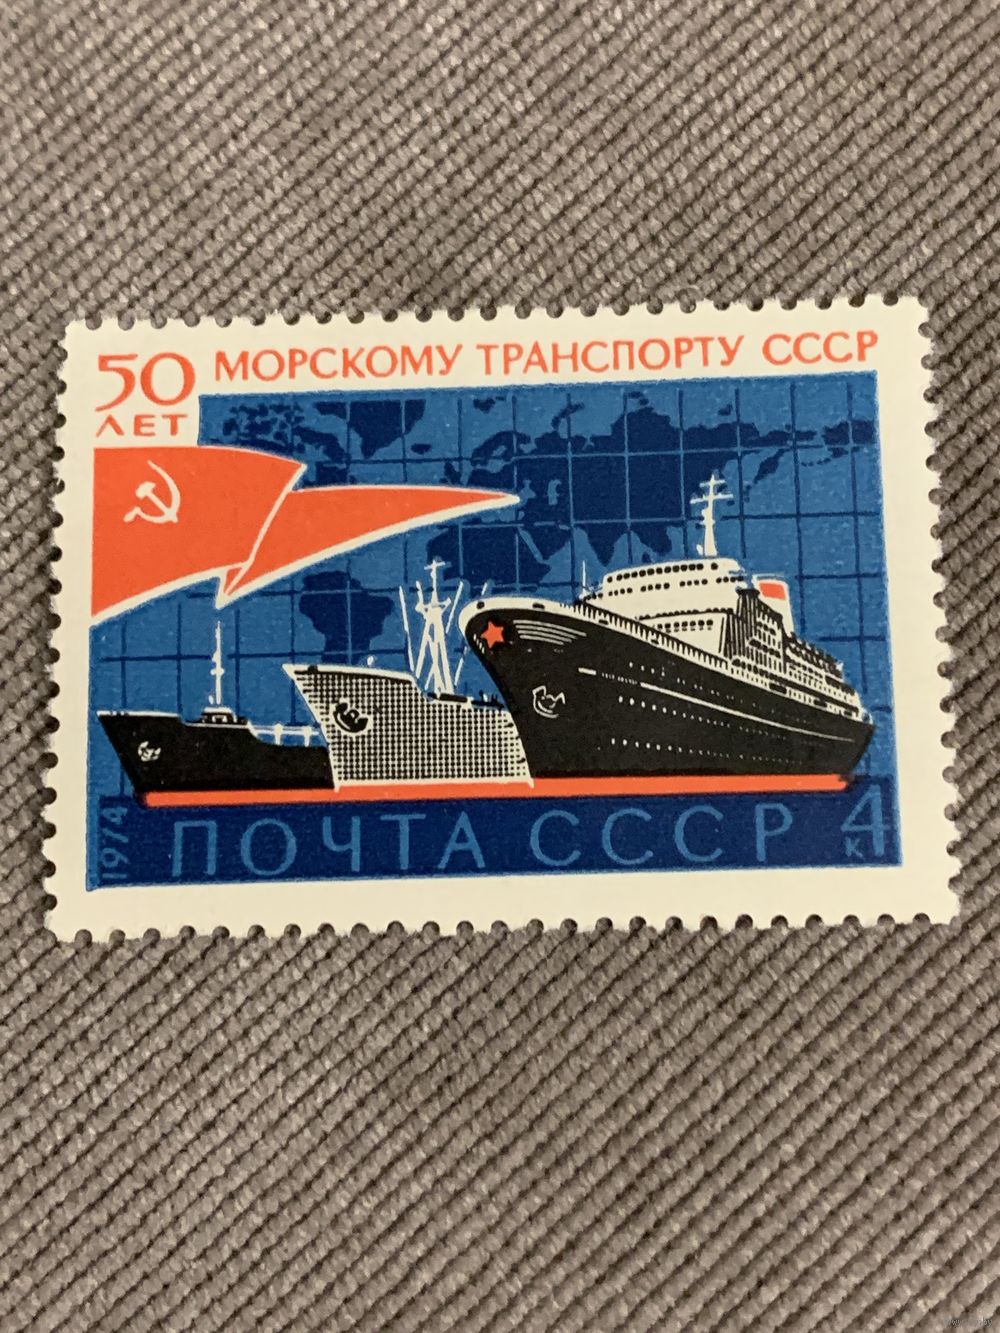 50 МОРСКОМУ ТРАНСПОРТУ СССР
ЛЕТ
1974
ПОЧТА СССР 4
к